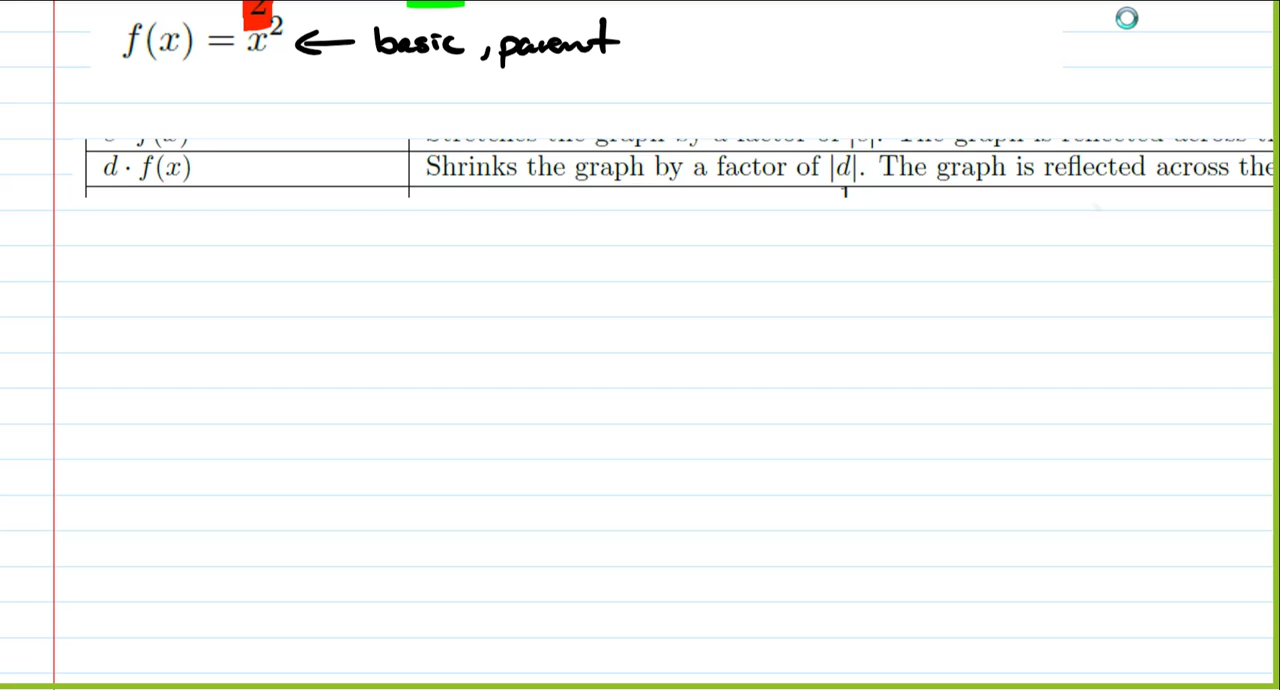 f(x) = x² ← basic, parent
d · f(x) Shrinks the graph by a factor of |d|. The graph is reflected across the